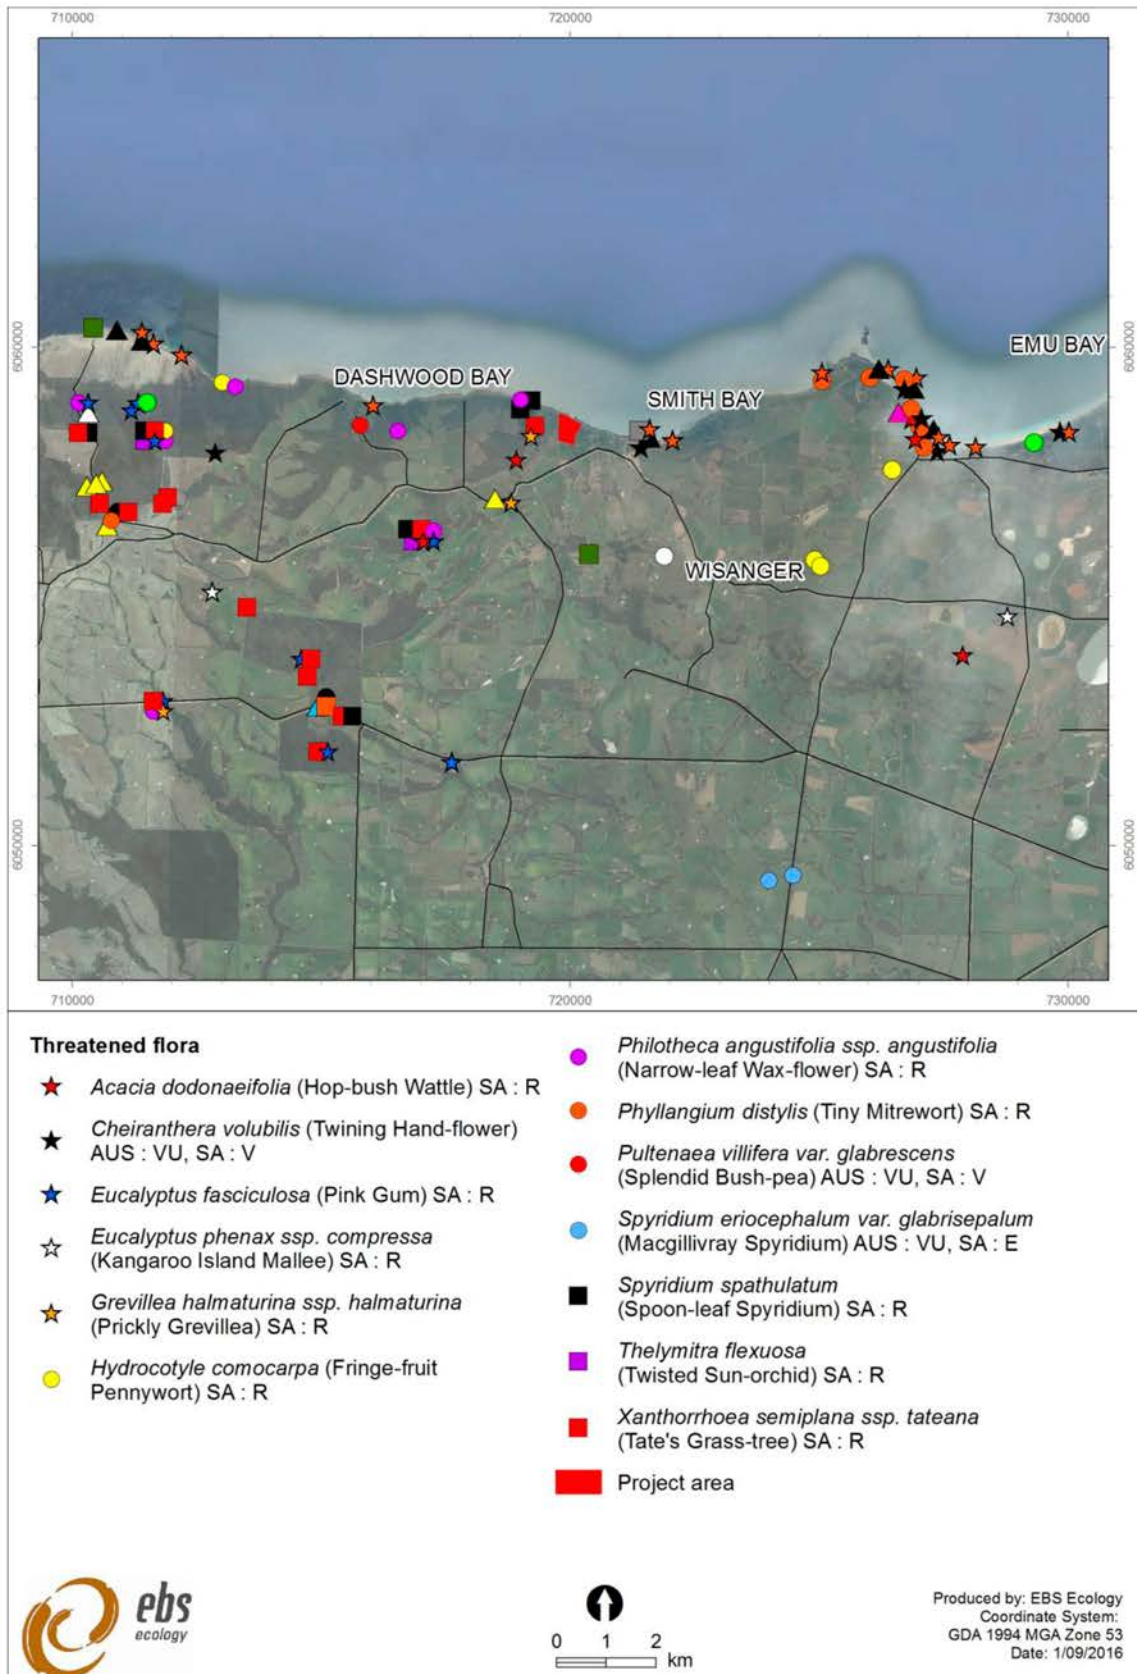 710000
720000
730000
6060000
6060000
EMU BAY
DASHWOOD BAY
SMITH BAY
WISANGER
6050000
6050000
710000
720000
730000
Threatened flora
Acacia dodonaeifolia (Hop-bush Wattle) SA : R
Cheiranthera volubilis (Twining Hand-flower)
AUS : VU, SA : V
Eucalyptus fasciculosa (Pink Gum) SA : R
Eucalyptus phenax ssp. compressa
(Kangaroo Island Mallee) SA : R
Grevillea halmaturina ssp. halmaturina
(Prickly Grevillea) SA : R
Hydrocotyle comocarpa (Fringe-fruit
Pennywort) SA : R
Philotheca angustifolia ssp. angustifolia
(Narrow-leaf Wax-flower) SA : R
Phyllangium distylis (Tiny Mitrewort) SA : R
Pultenaea villifera var. glabrescens
(Splendid Bush-pea) AUS : VU, SA : V
Spyridium eriocephalum var. glabrisepalum
(Macgillivray Spyridium) AUS : VU, SA : E
Spyridium spathulatum
(Spoon-leaf Spyridium) SA : R
Thelymitra flexuosa
(Twisted Sun-orchid) SA : R
Xanthorrhoea semiplana ssp. tateana
(Tate's Grass-tree) SA : R
Project area
ebs
ecology
0 1 2
km
Produced by: EBS Ecology
Coordinate System:
GDA 1994 MGA Zone 53
Date: 1/09/2016